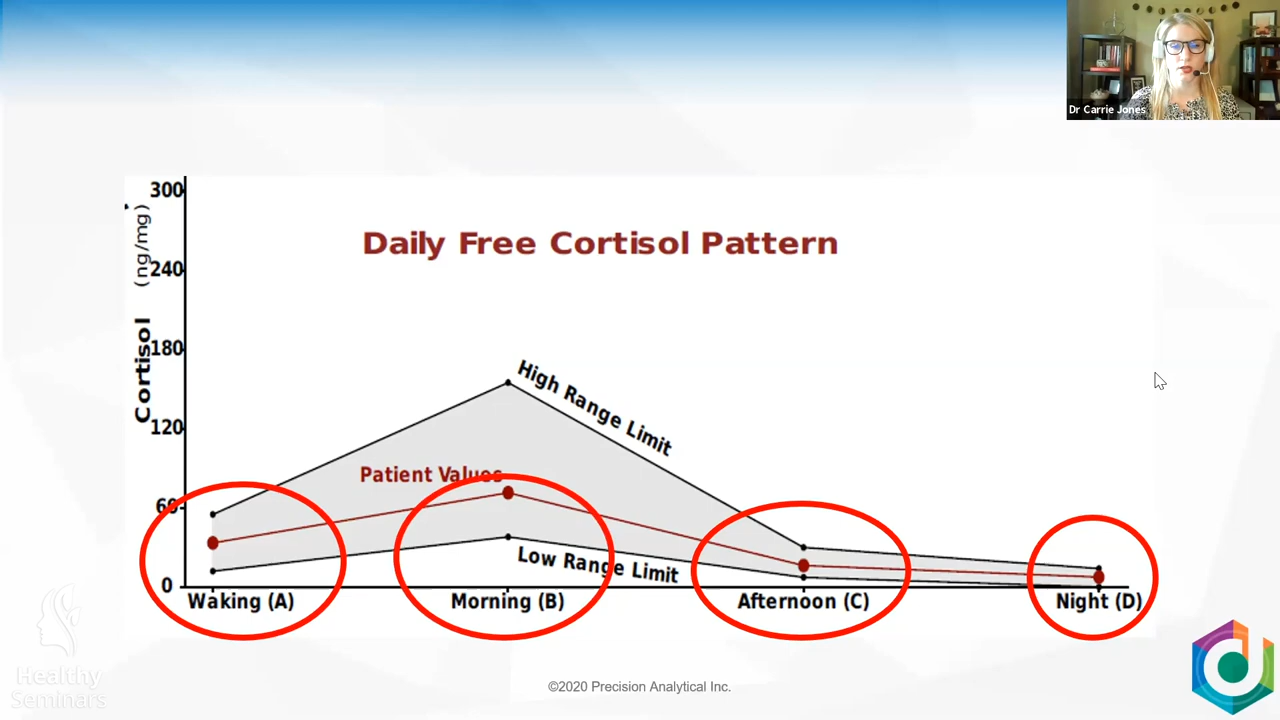 Dr Carrie Jones
300
240
180
120
60
0
Cortisol (ng/mg)
Daily Free Cortisol Pattern
High Range Limit
Patient Values
Low Range Limit
Waking (A)
Morning (B)
Afternoon (C)
Night (D)
Healthy
Seminars
©2020 Precision Analytical Inc.